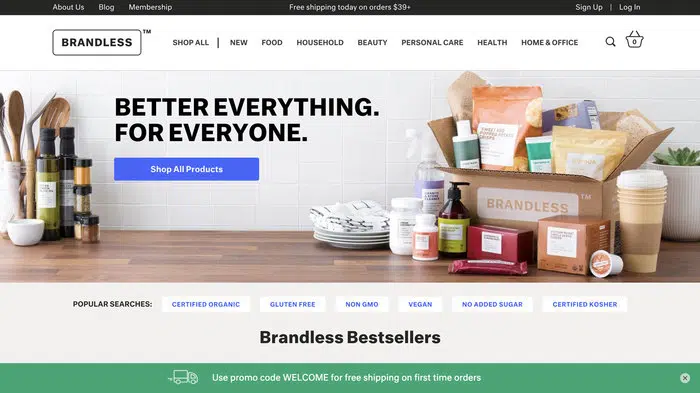 About Us Blog Membership Free shipping today on orders $39+ Sign Up | Log In
BRANDLESS™ SHOP ALL | NEW FOOD HOUSEHOLD BEAUTY PERSONAL CARE HEALTH HOME & OFFICE 0
BETTER EVERYTHING.
FOR EVERYONE.
Shop All Products
BRANDLESS™
POPULAR SEARCHES: CERTIFIED ORGANIC GLUTEN FREE NON GMO VEGAN NO ADDED SUGAR CERTIFIED KOSHER
Brandless Bestsellers
Use promo code WELCOME for free shipping on first time orders